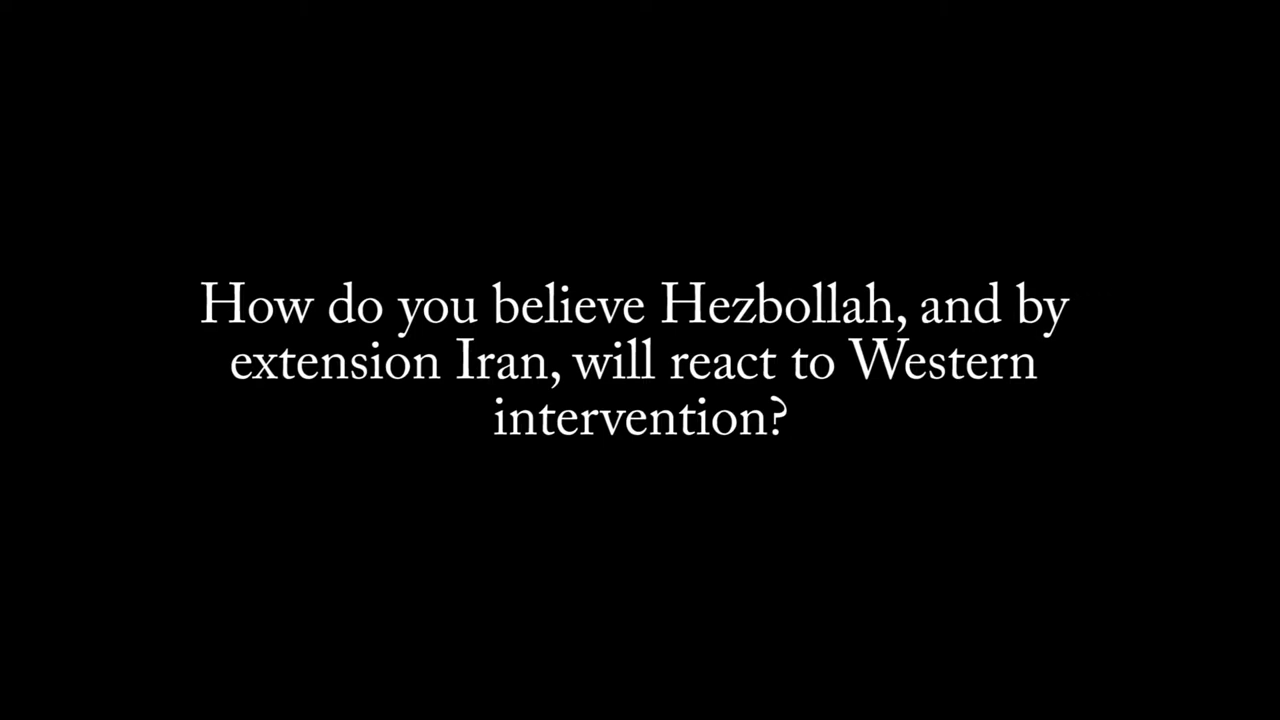 How do you believe Hezbollah, and by
extension Iran, will react to Western
intervention?